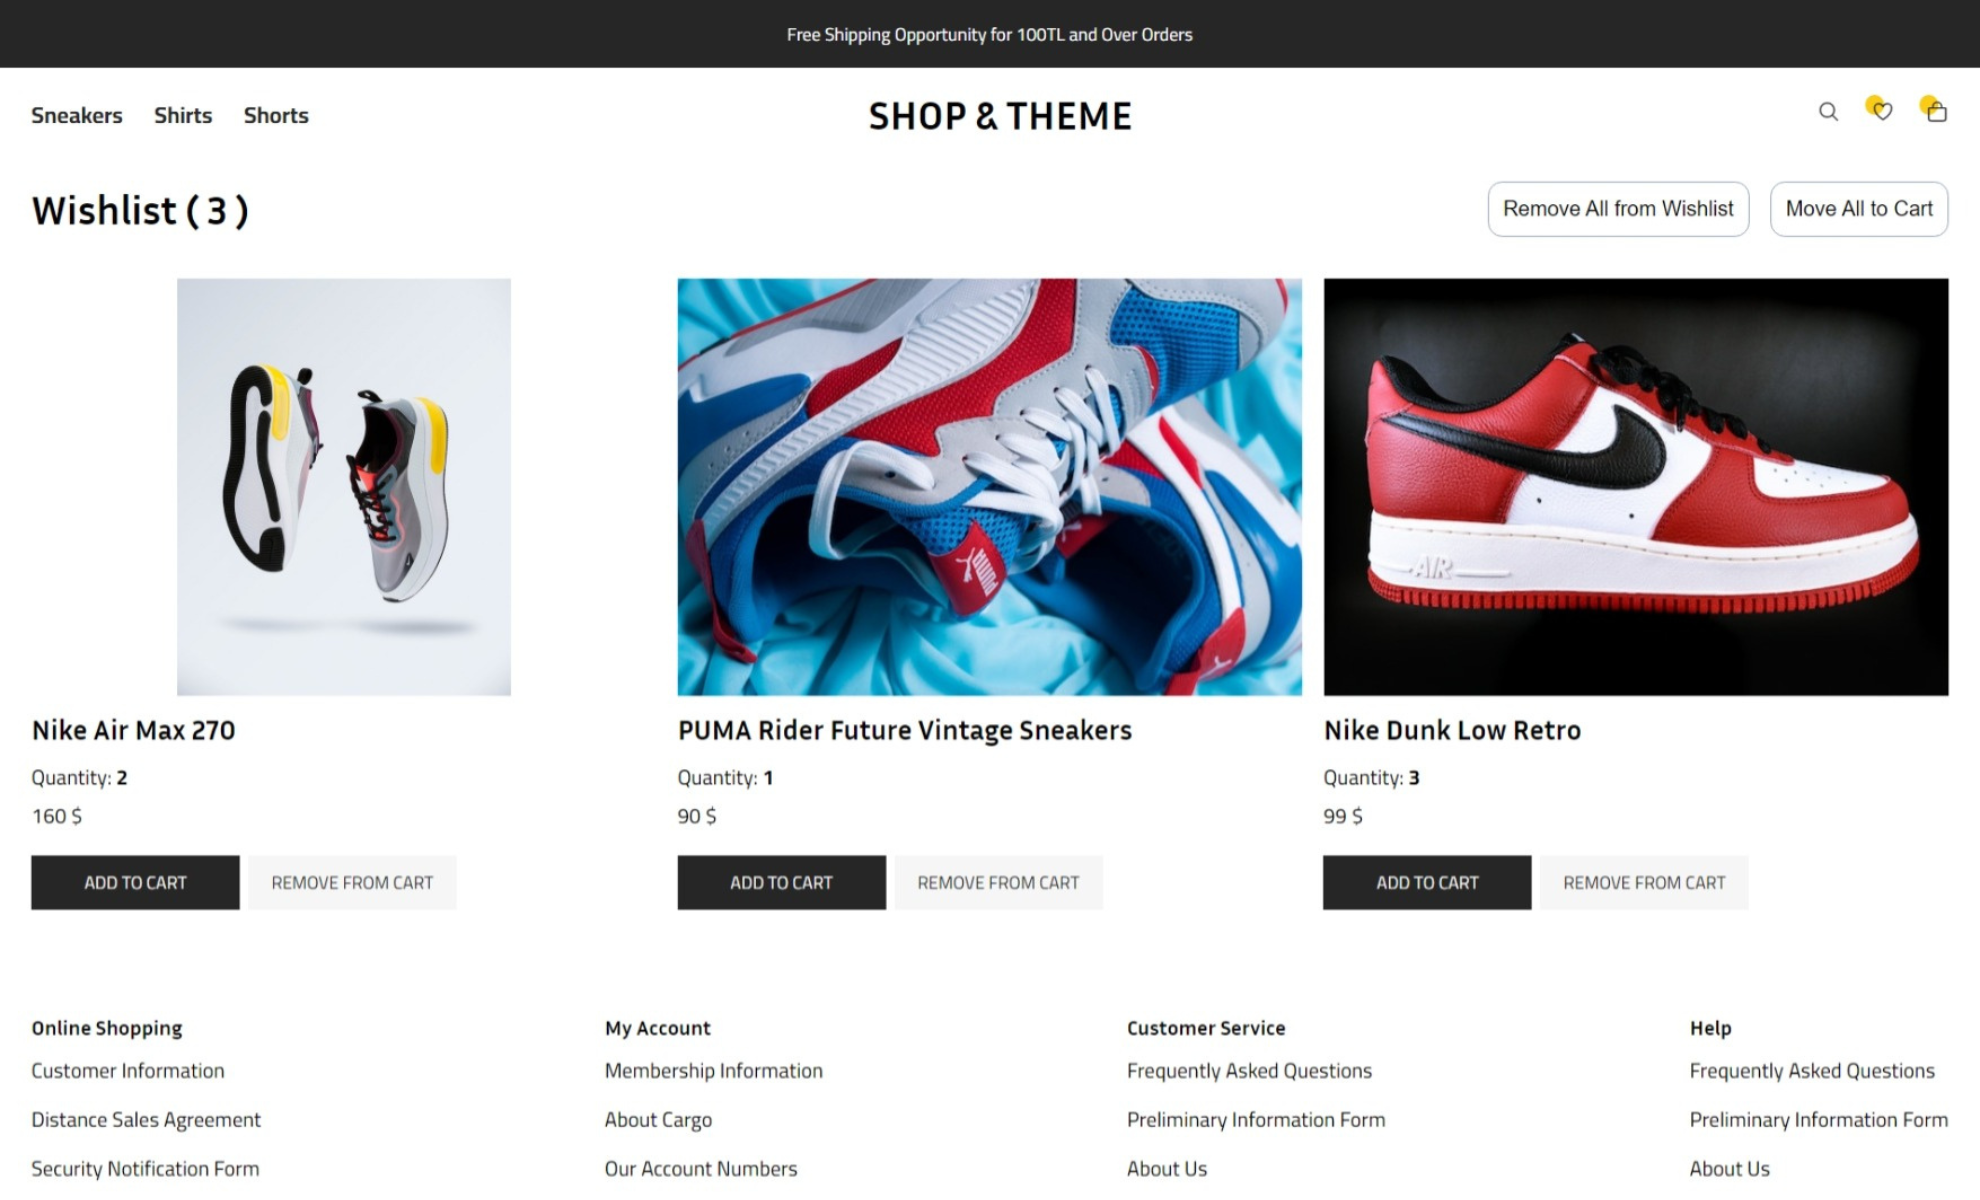 Free Shipping Opportunity for 100TL and Over Orders
Sneakers Shirts Shorts
SHOP & THEME
Wishlist ( 3 )
Remove All from Wishlist
Move All to Cart
PUMA
AIR
Nike Air Max 270
Quantity: 2
160 $
ADD TO CART
REMOVE FROM CART
PUMA Rider Future Vintage Sneakers
Quantity: 1
90 $
ADD TO CART
REMOVE FROM CART
Nike Dunk Low Retro
Quantity: 3
99 $
ADD TO CART
REMOVE FROM CART
Online Shopping
Customer Information
Distance Sales Agreement
Security Notification Form
My Account
Membership Information
About Cargo
Our Account Numbers
Customer Service
Frequently Asked Questions
Preliminary Information Form
About Us
Help
Frequently Asked Questions
Preliminary Information Form
About Us